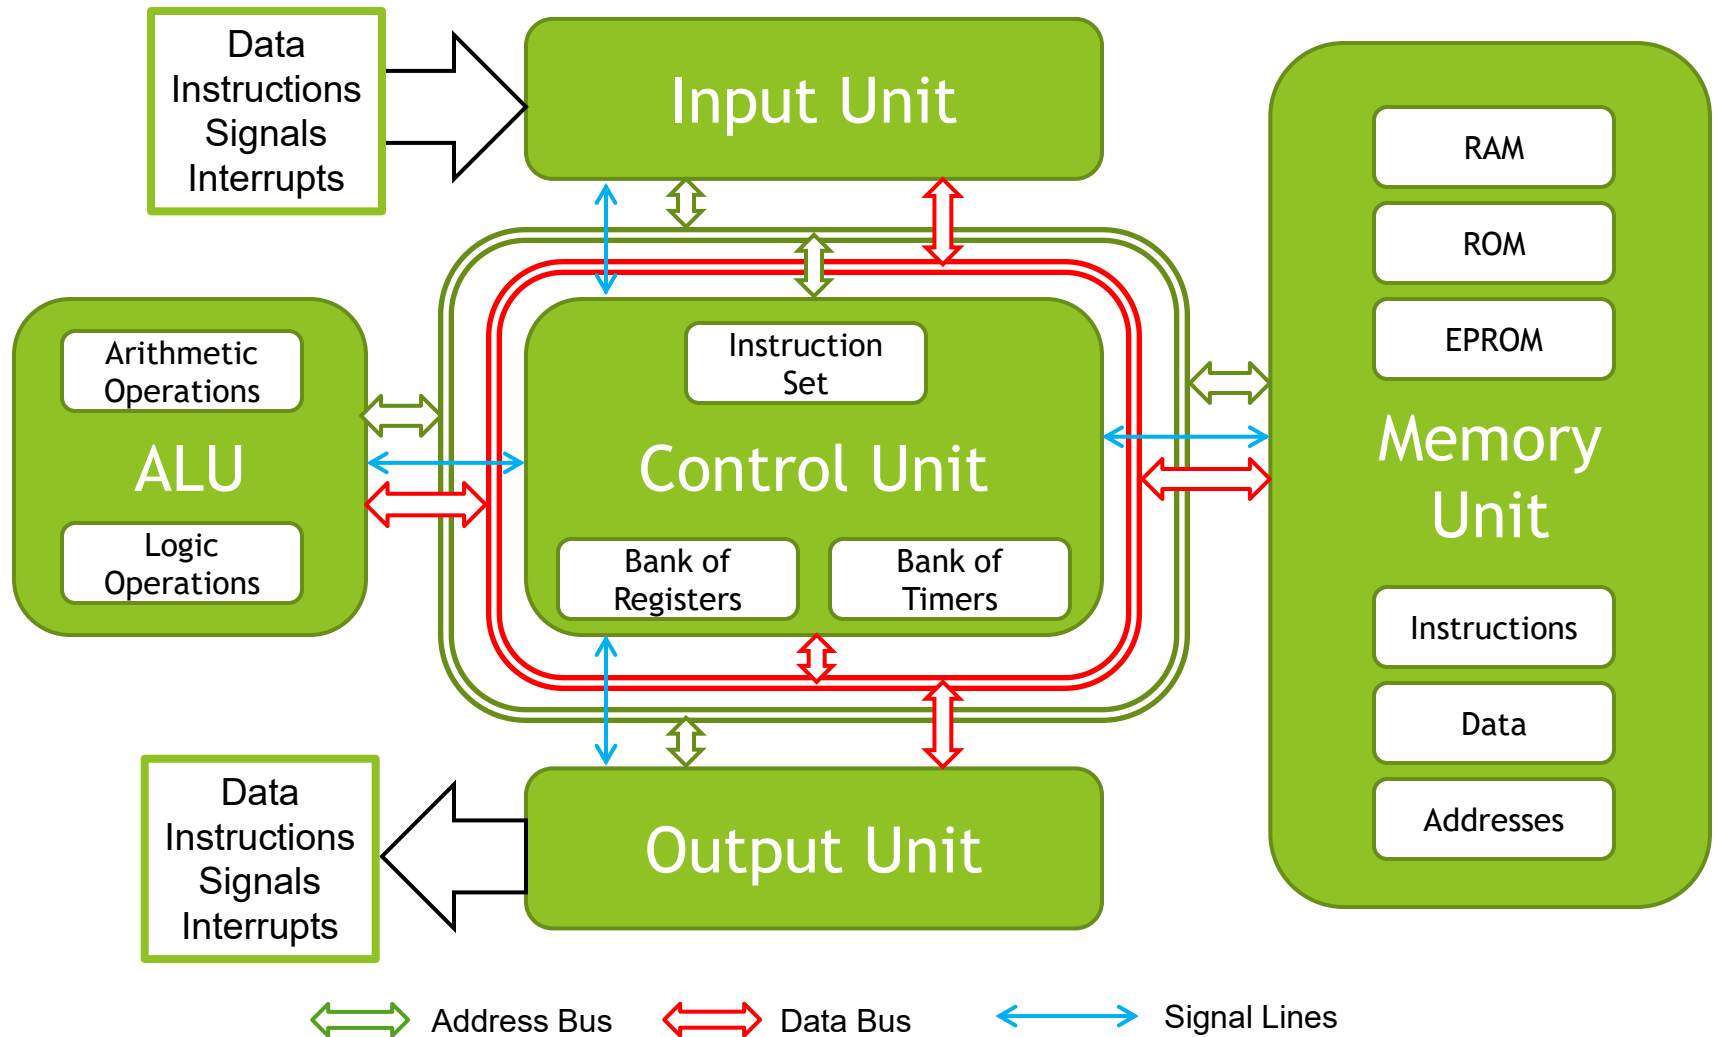 Data
Instructions
Signals
Interrupts
Input Unit
RAM
ROM
EPROM
Memory
Unit
Instructions
Data
Addresses
Arithmetic
Operations
ALU
Logic
Operations
Instruction
Set
Control Unit
Bank of
Registers
Bank of
Timers
Data
Instructions
Signals
Interrupts
Output Unit
Address Bus
Data Bus
Signal Lines